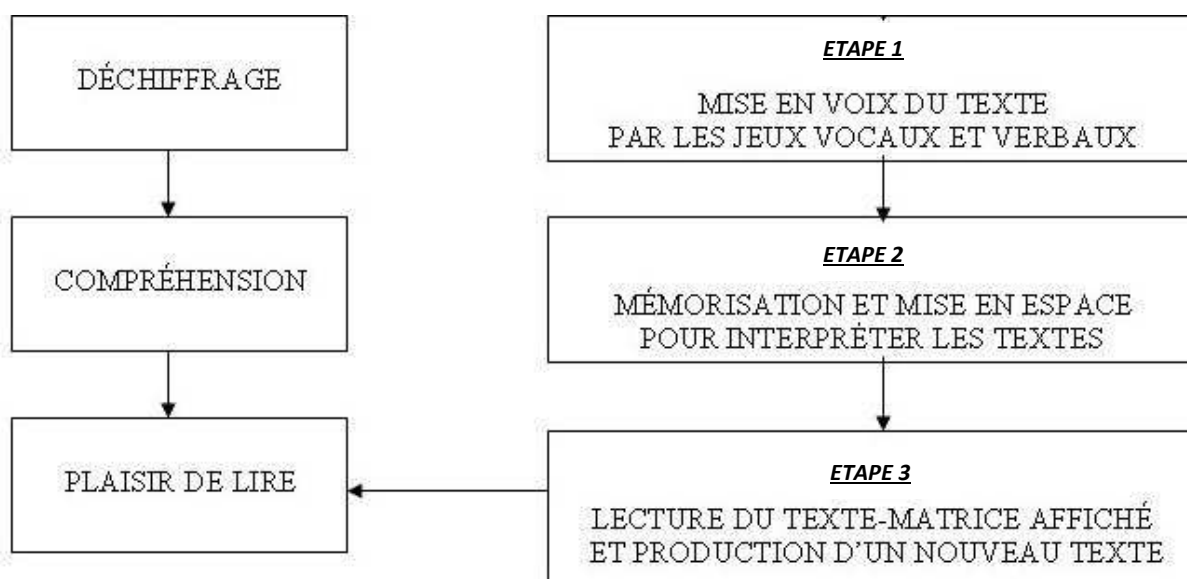 DÉCHIFFRAGE
COMPRÉHENSION
PLAISIR DE LIRE
ETAPE 1
MISE EN VOIX DU TEXTE
PAR LES JEUX VOCAUX ET VERBAUX
ETAPE 2
MÉMORISATION ET MISE EN ESPACE
POUR INTERPRÉTER LES TEXTES
ETAPE 3
LECTURE DU TEXTE-MATRICE AFFICHÉ
ET PRODUCTION D'UN NOUVEAU TEXTE